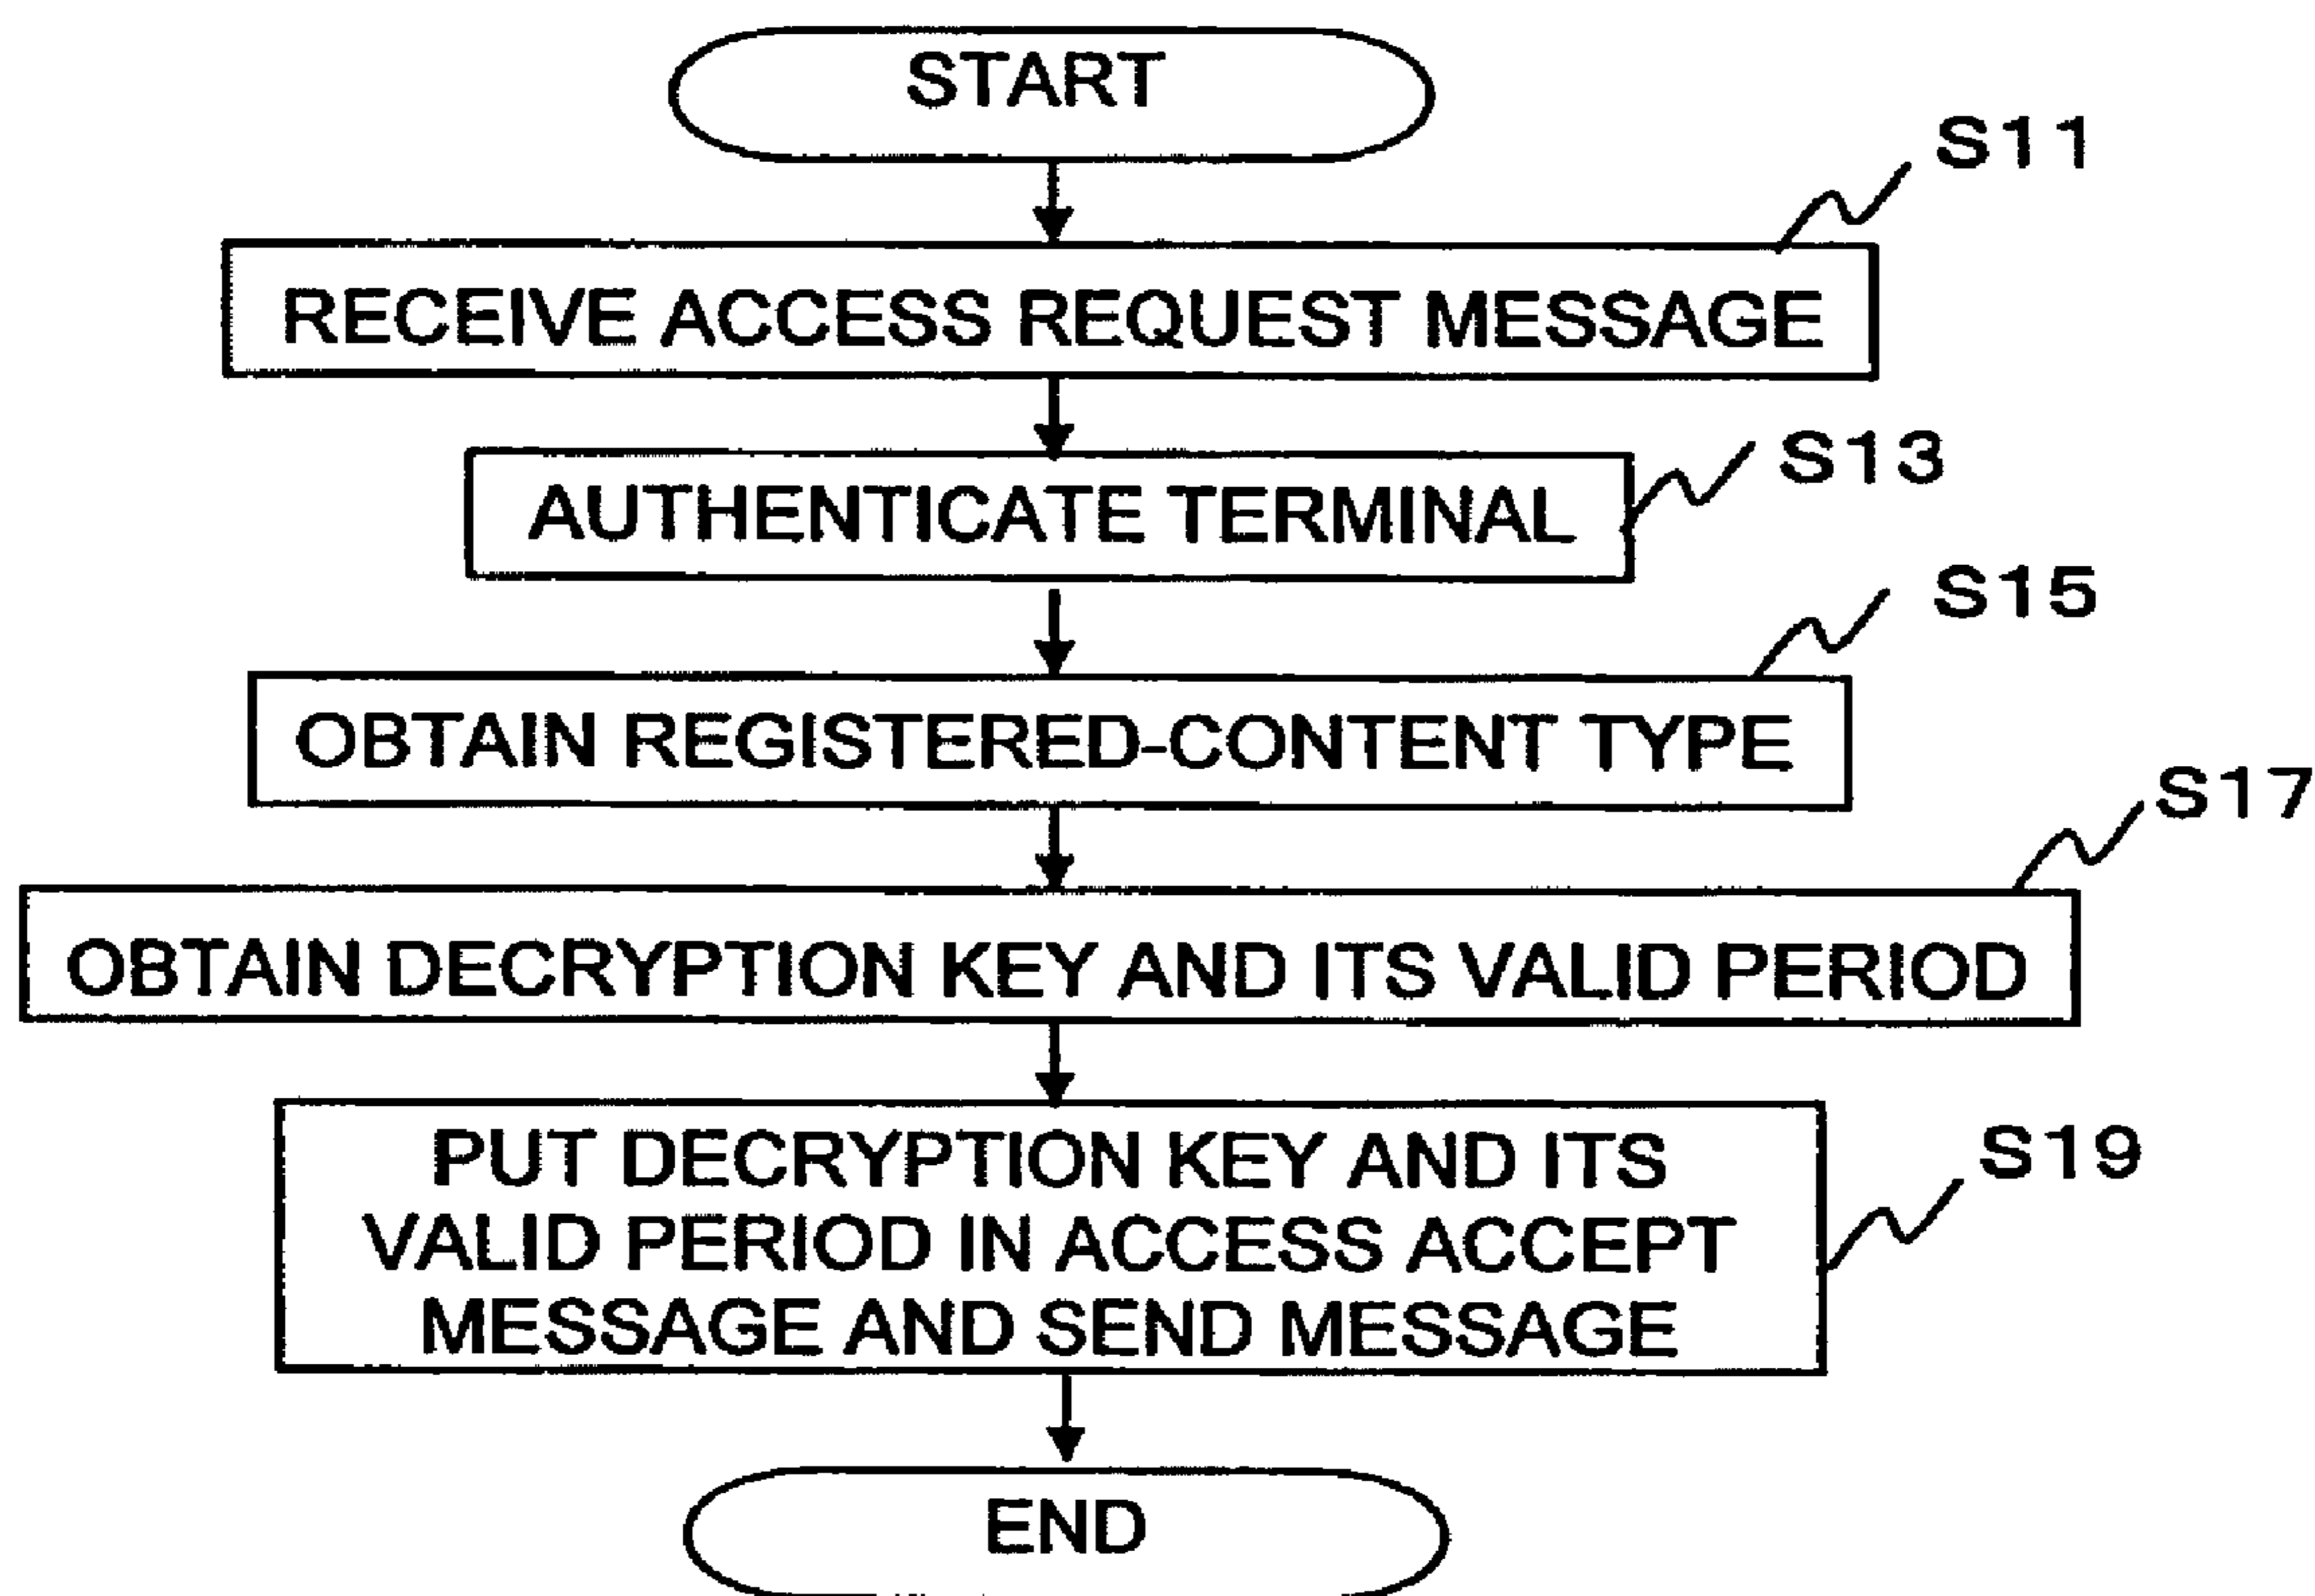 START
S11
RECEIVE ACCESS REQUEST MESSAGE
S13
AUTHENTICATE TERMINAL
S15
OBTAIN REGISTERED-CONTENT TYPE
S17
OBTAIN DECRYPTION KEY AND ITS VALID PERIOD
PUT DECRYPTION KEY AND ITS
S19
VALID PERIOD IN ACCESS ACCEPT
MESSAGE AND SEND MESSAGE
END